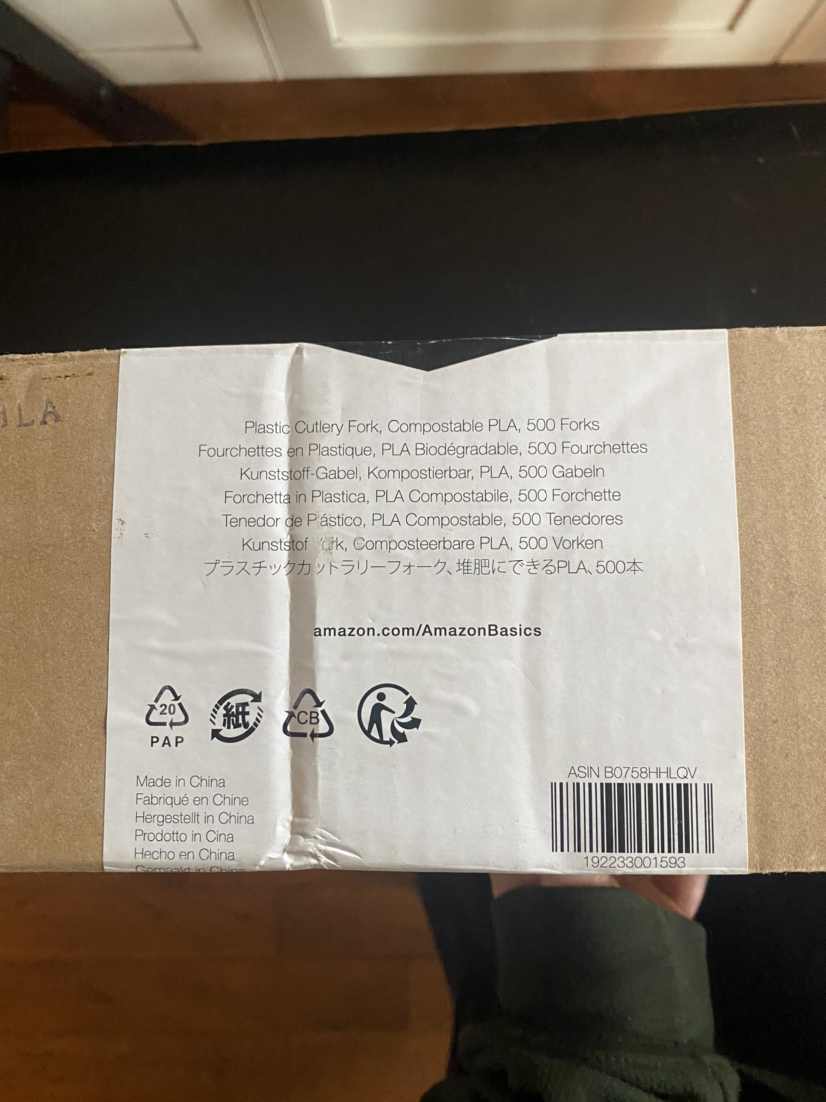 Plastic Cutlery Fork, Compostable PLA, 500 Forks
Fourchettes en Plastique, PLA Biodégradable, 500 Fourchettes
Kunststoff-Gabel, Kompostierbar, PLA, 500 Gabeln
Forchetta in Plastica, PLA Compostabile, 500 Forchette
Tenedor de Plástico, PLA Compostable, 500 Tenedores
Composteerbare PLA, 500 Vorken
プラスチックカットラリーフォーク、堆肥にできるPLA、500本
amazon.com/AmazonBasics
20
PAP
紙
CB
Made in China
Fabriqué en Chine
Hergestellt in China
Prodotto in Cina
Hecho en China
Gemaakt in China
ASIN B0758HHLQV
192233001593